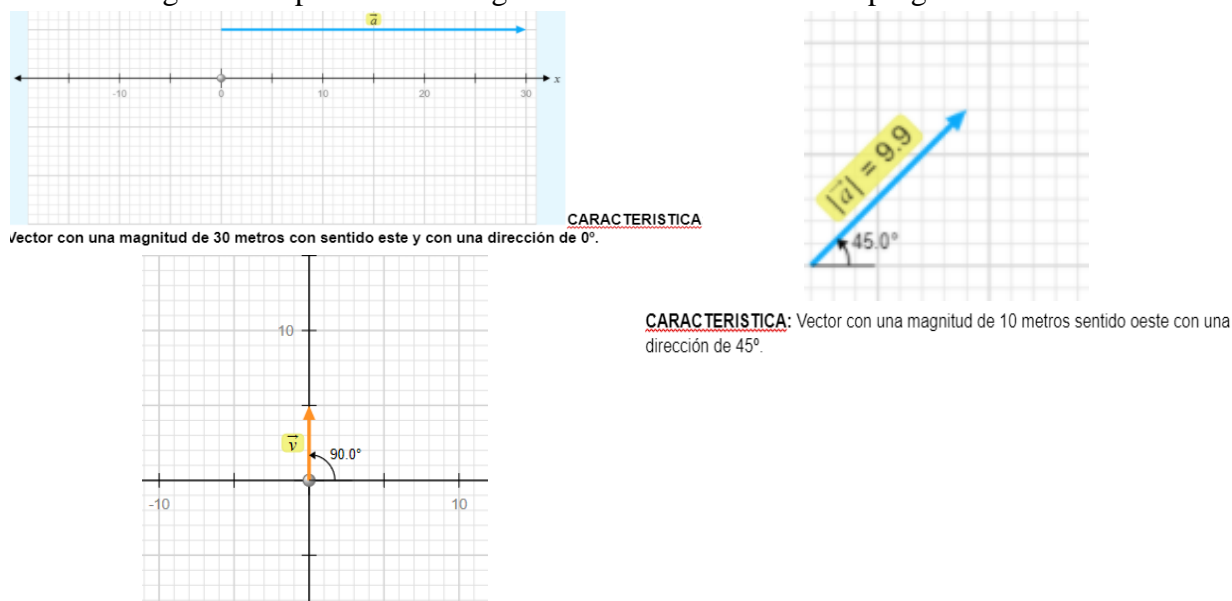 a
x
-10
0
10
20
30
CARACTERISTICA
Vector con una magnitud de 30 metros con sentido este y con una dirección de 0º.
|a| = 9.9
45.0°
CARACTERISTICA: Vector con una magnitud de 10 metros sentido oeste con una
dirección de 45º.
10
v
90.0°
-10
10